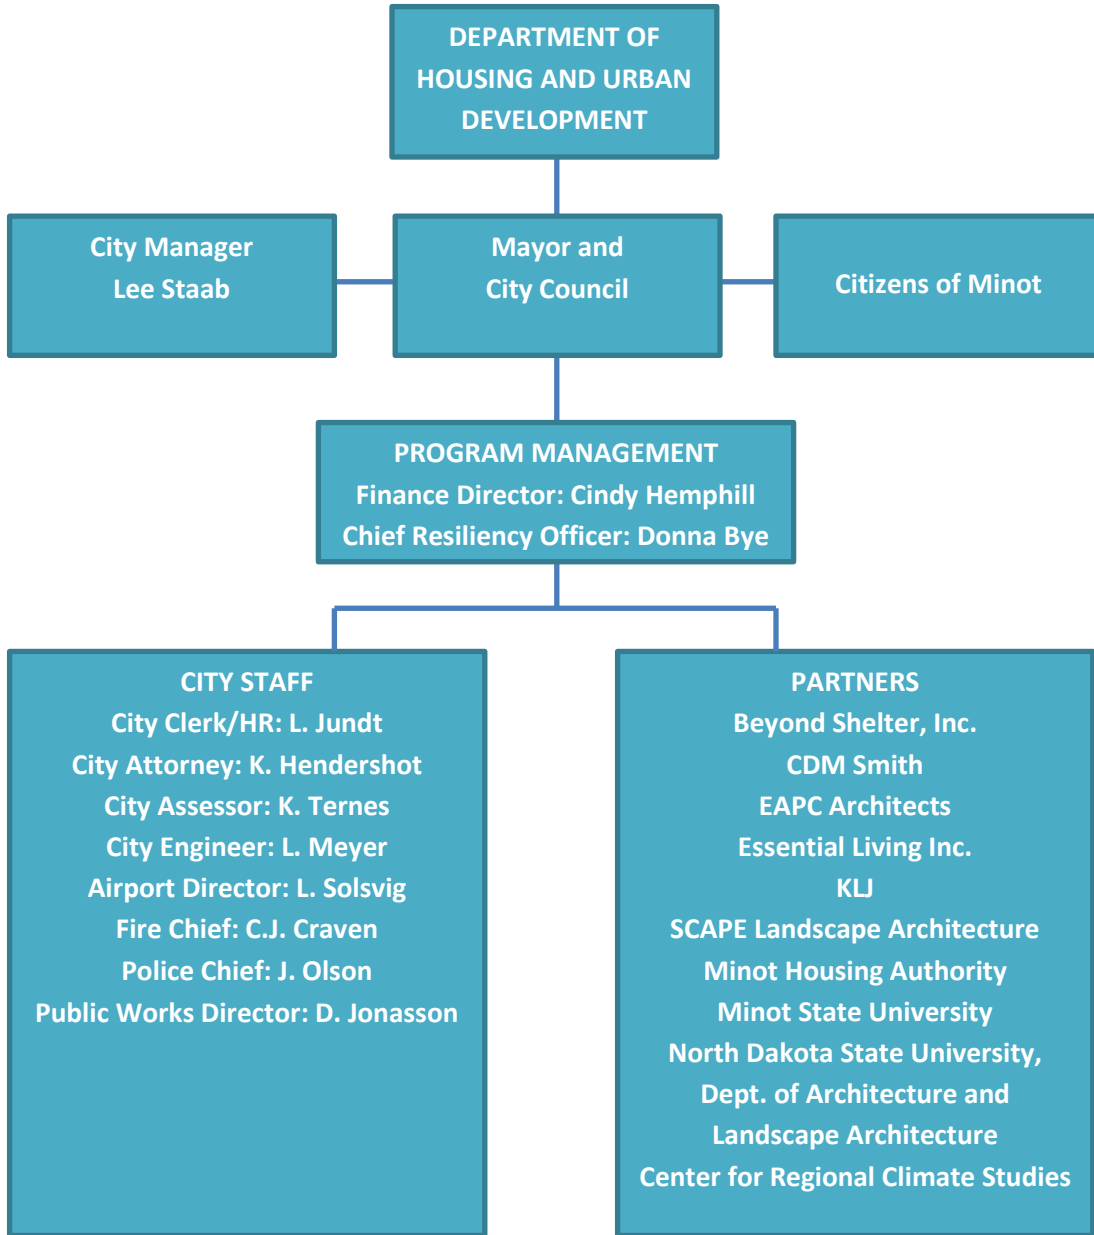 DEPARTMENT OF
HOUSING AND URBAN
DEVELOPMENT
City Manager
Lee Staab
Mayor and
City Council
Citizens of Minot
PROGRAM MANAGEMENT
Finance Director: Cindy Hemphill
Chief Resiliency Officer: Donna Bye
CITY STAFF
City Clerk/HR: L. Jundt
City Attorney: K. Hendershot
City Assessor: K. Ternes
City Engineer: L. Meyer
Airport Director: L. Solsvig
Fire Chief: C.J. Craven
Police Chief: J. Olson
Public Works Director: D. Jonasson
PARTNERS
Beyond Shelter, Inc.
CDM Smith
EAPC Architects
Essential Living Inc.
KLJ
SCAPE Landscape Architecture
Minot Housing Authority
Minot State University
North Dakota State University,
Dept. of Architecture and
Landscape Architecture
Center for Regional Climate Studies